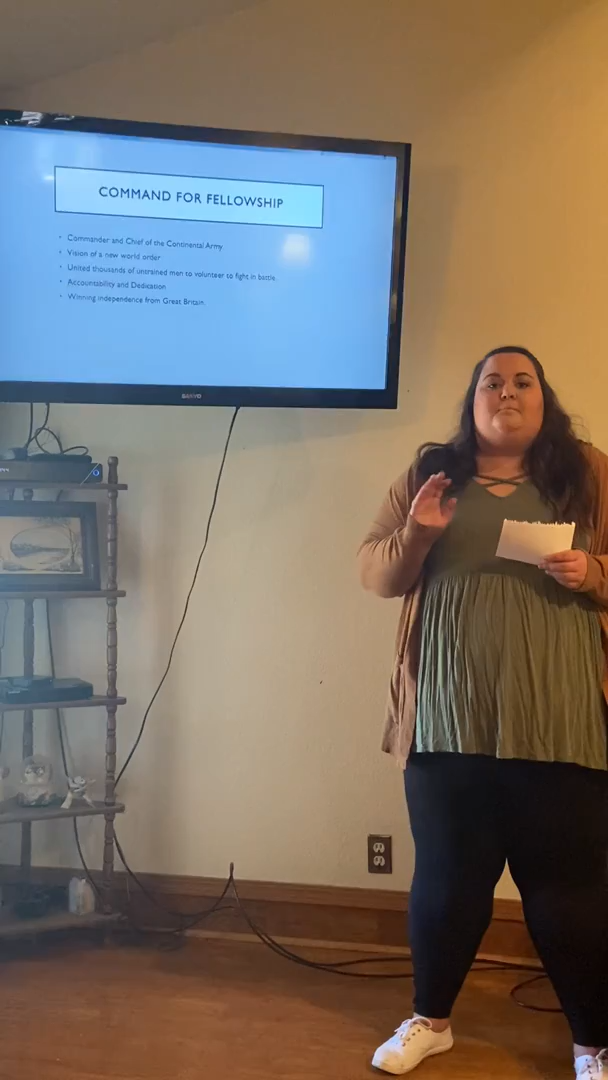 COMMAND FOR FELLOWSHIP
• Commander and Chief of the Continental Army
• Vision of a new world order
• United thousands of untrained men to volunteer to fight in battle.
• Accountability and Dedication
• Winning independence from Great Britain.
SANYO